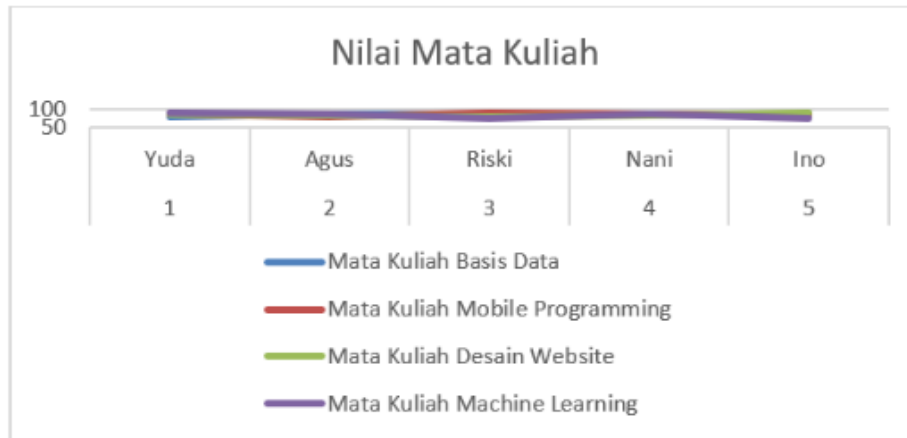 Nilai Mata Kuliah
100
50
Yuda Agus Riski Nani Ino
1 2 3 4 5
Mata Kuliah Basis Data
Mata Kuliah Mobile Programming
Mata Kuliah Desain Website
Mata Kuliah Machine Learning